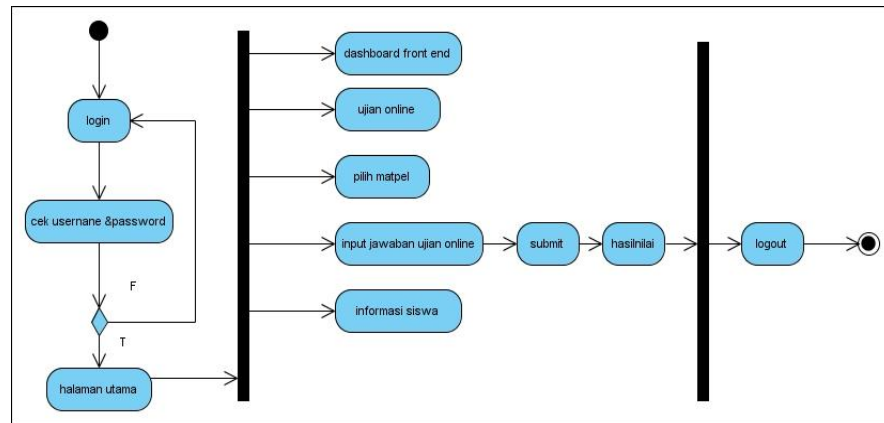 login
cek usernane &password
F
T
halaman utama
dashboard front end
ujian online
pilih matpel
input jawaban ujian online
submit
hasilnilai
informasi siswa
logout